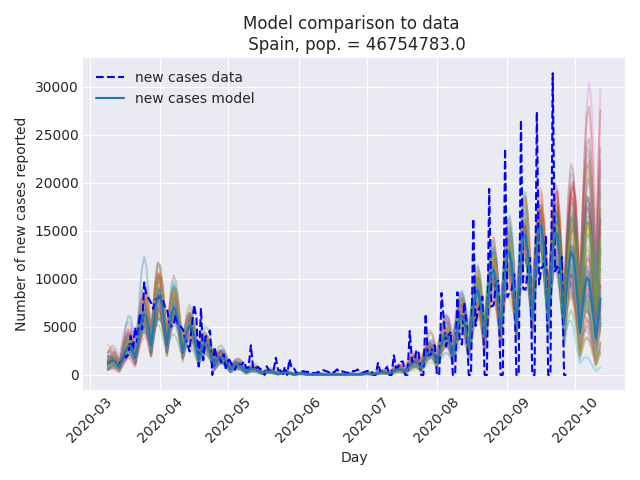 Model comparison to data
Spain, pop. = 46754783.0
new cases data
new cases model
Number of new cases reported
30000
25000
20000
15000
10000
5000
0
2020-03
2020-04
2020-05
2020-06
2020-07
2020-08
2020-09
2020-10
Day